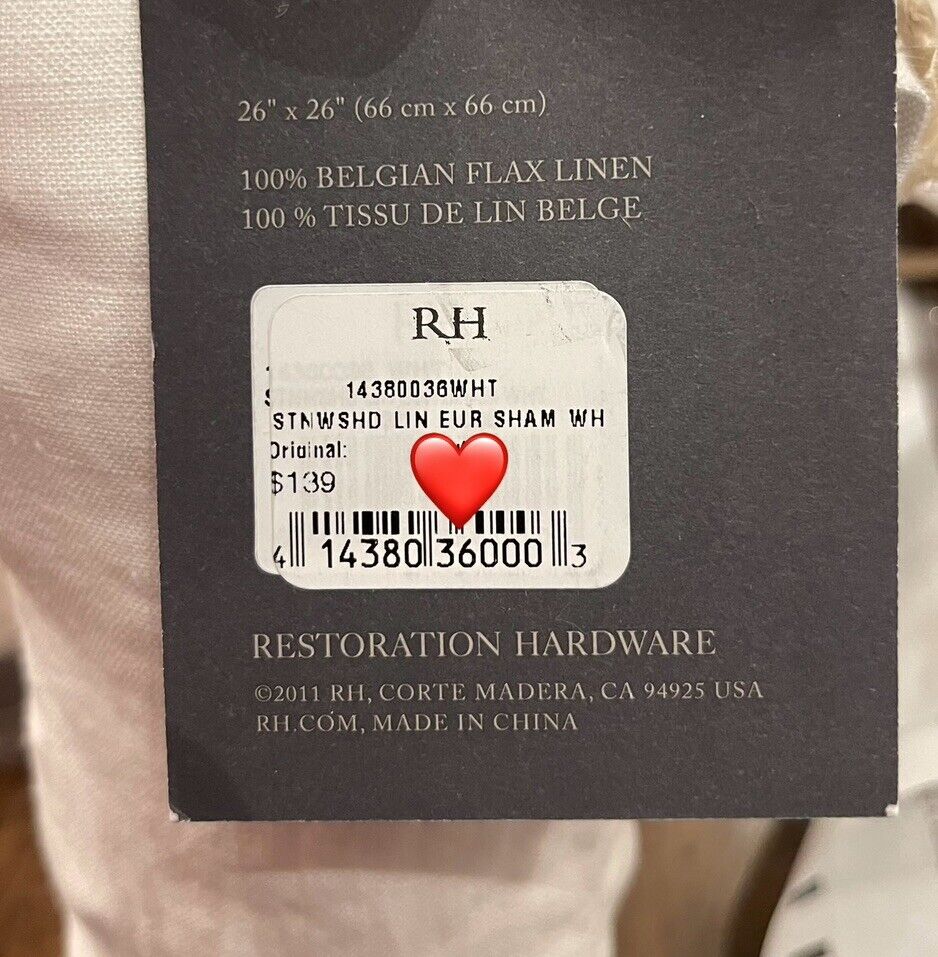 26" x 26" (66 cm x 66 cm)
100% BELGIAN FLAX LINEN
100 % TISSU DE LIN BELGE
RH
14380036WHT
STNWSHD LIN EUR SHAM WH
Original:
$139
4 14380 36000 3
RESTORATION HARDWARE
©2011 RH, CORTE MADERA, CA 94925 USA
RH.COM, MADE IN CHINA